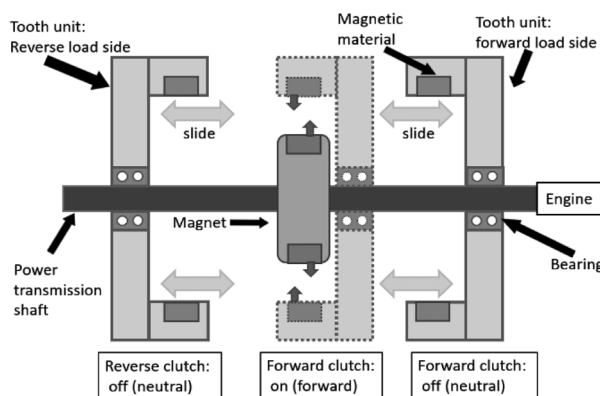 Tooth unit:
Reverse load side
Magnetic
material
Tooth unit:
forward load side
slide
slide
Magnet
Engine
Power
transmission
shaft
Bearing
Reverse clutch:
off (neutral)
Forward clutch:
on (forward)
Forward clutch:
off (neutral)